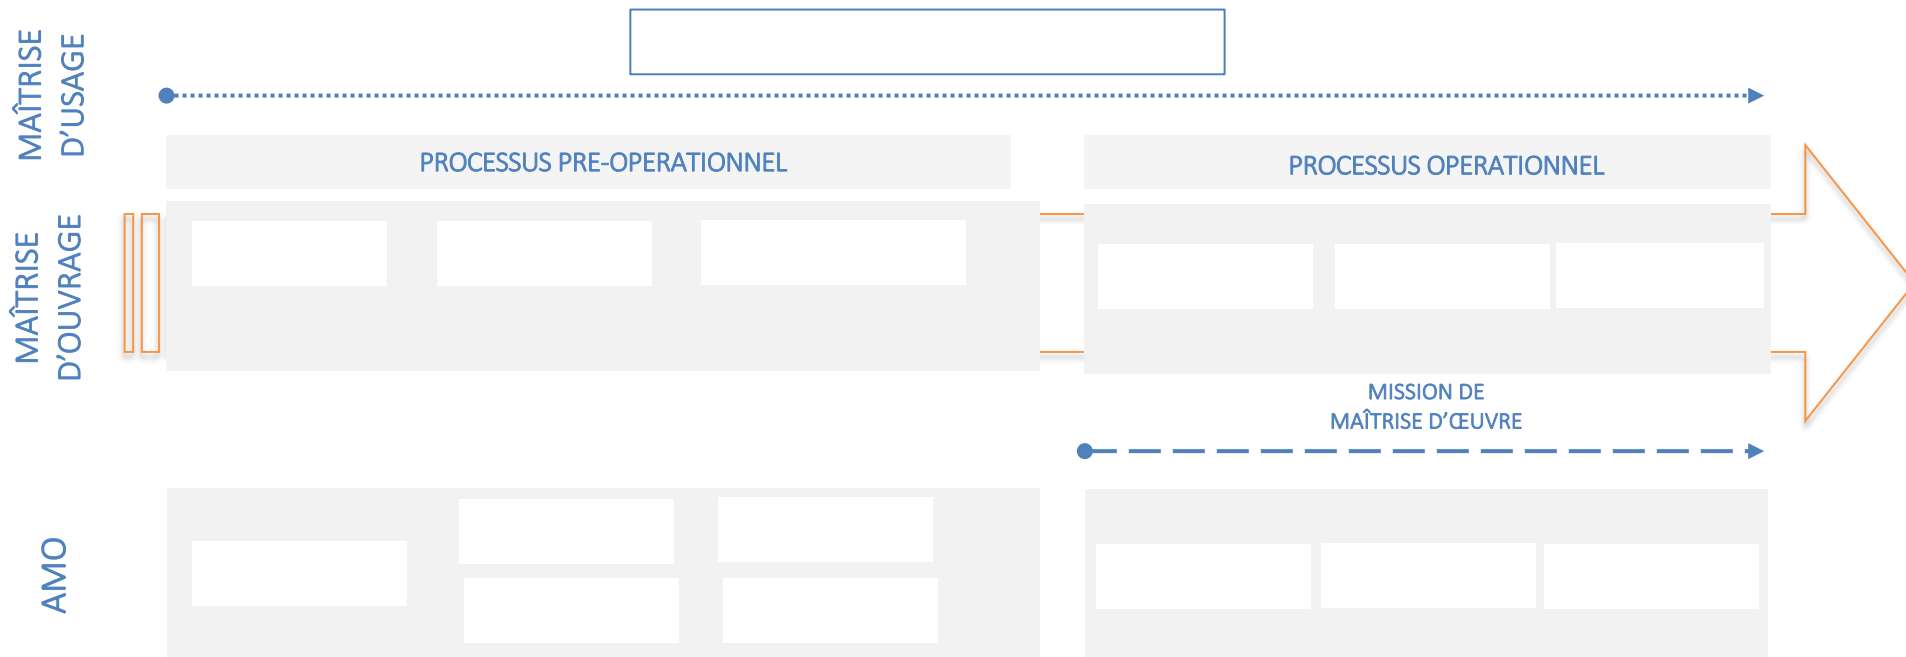 MAÎTRISE
D'USAGE
PROCESSUS PRE-OPERATIONNEL
PROCESSUS OPERATIONNEL
MAÎTRISE
D'OUVRAGE
MISSION DE
MAÎTRISE D'ŒUVRE
AMO